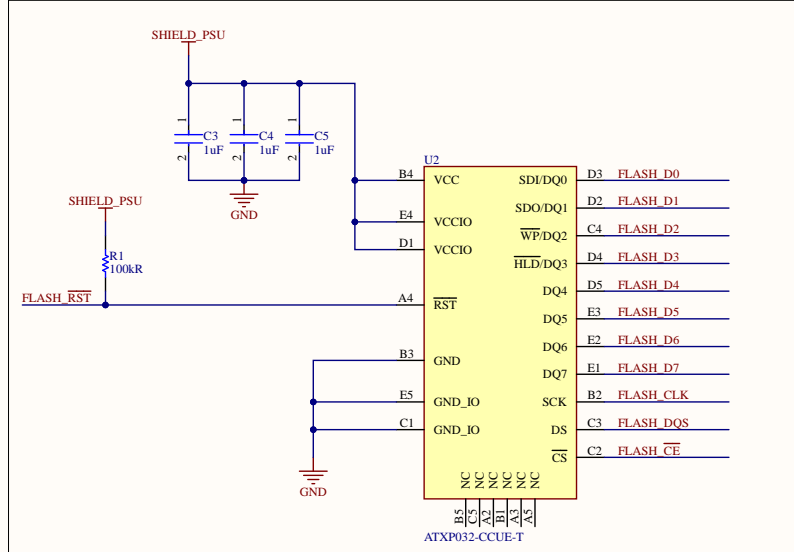 SHIELD_PSU
1
1
1
C3
1uF
C4
1uF
C5
1uF
2
2
2
GND
SHIELD_PSU
R1
100kR
FLASH_RST
U2
B4
VCC
E4
VCCIO
D1
VCCIO
A4
RST
B3
GND
E5
GND_IO
C1
GND_IO
GND
SDI/DQ0
D3
FLASH_D0
SDO/DQ1
D2
FLASH_D1
WP/DQ2
C4
FLASH_D2
HLD/DQ3
D4
FLASH_D3
DQ4
D5
FLASH_D4
DQ5
E3
FLASH_D5
DQ6
E2
FLASH_D6
DQ7
E1
FLASH_D7
SCK
B2
FLASH_CLK
DS
C3
FLASH_DQS
CS
C2
FLASH_CE
NC
NC
NC
NC
NC
NC
B5
C5
A2
B1
A3
A5
ATXP032-CCUE-T